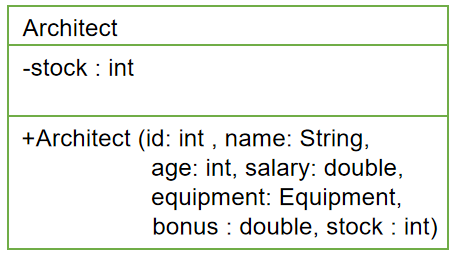 Architect
-stock : int
+Architect (id: int , name: String,
age: int, salary: double,
equipment: Equipment,
bonus : double, stock : int)